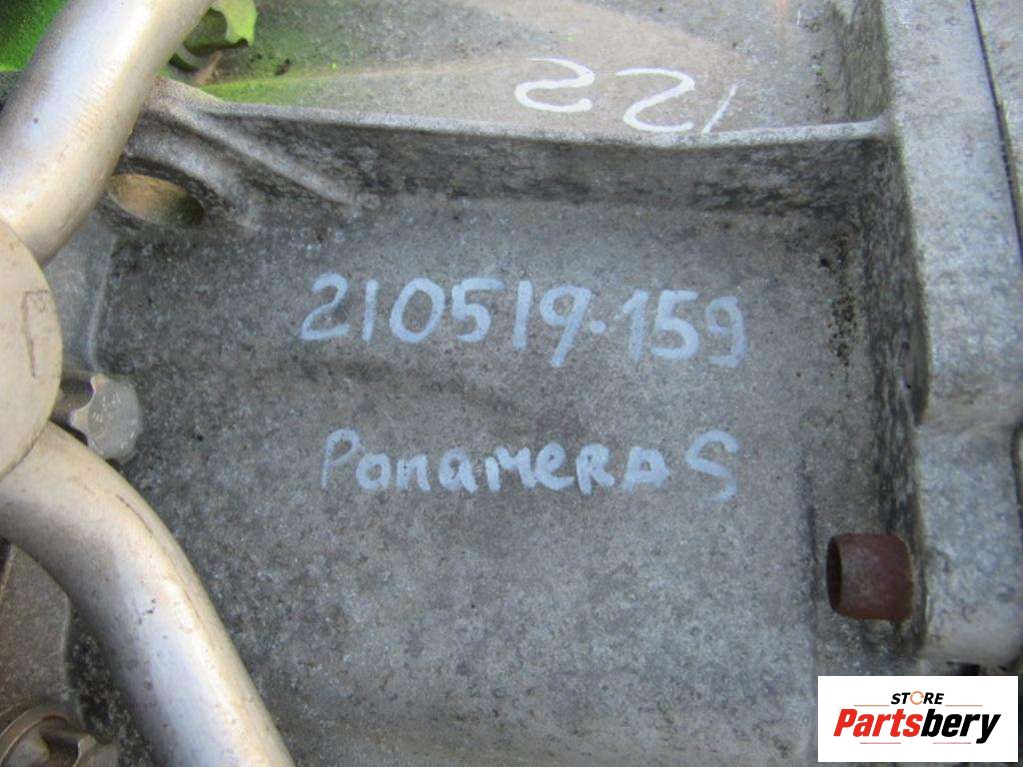 122
210519-159
PanameRA S
STORE
Partsbery